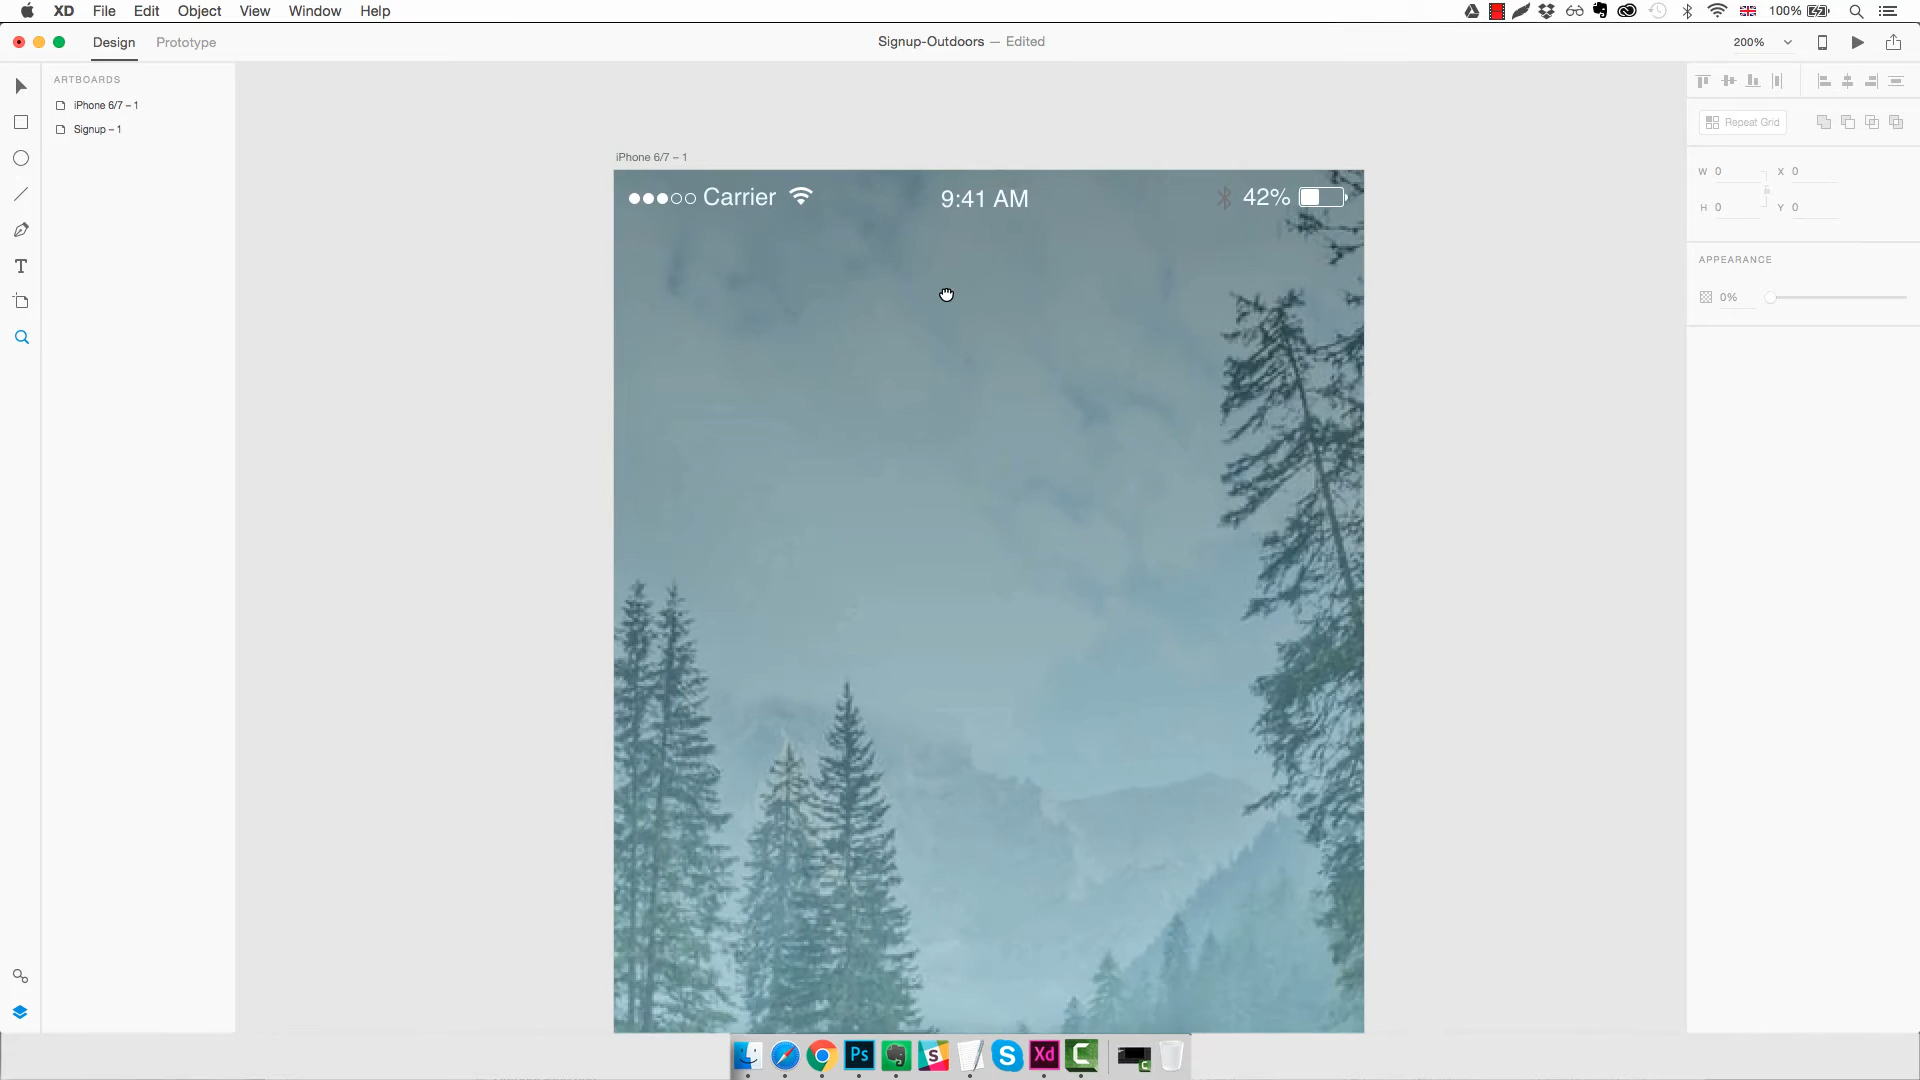 XD File Edit Object View Window Help
100%
Design Prototype
Signup-Outdoors — Edited
200%
ARTBOARDS
iPhone 6/7 – 1
Signup – 1
iPhone 6/7 – 1
Carrier 9:41 AM 42%
Repeat Grid
W 0 X 0
H 0 Y 0
APPEARANCE
0%
Ps S S Xd C